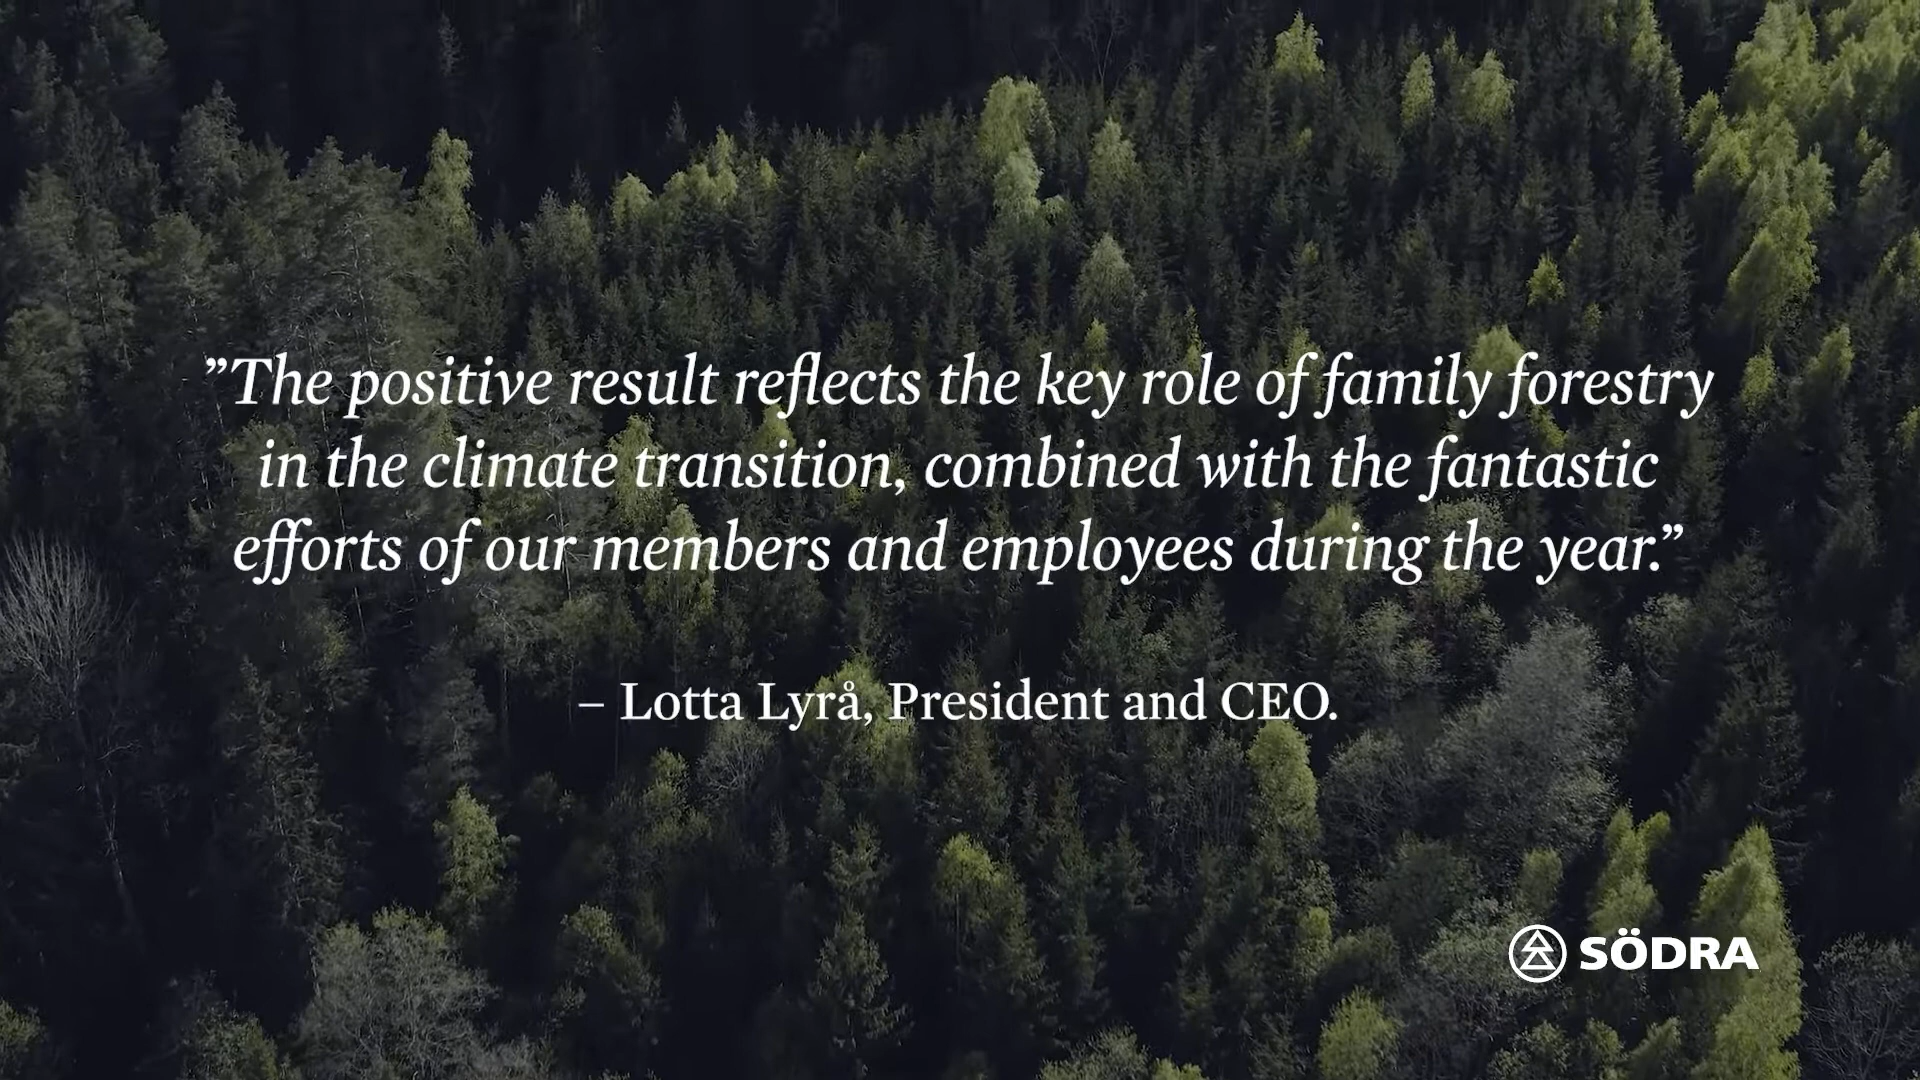 ”The positive result reflects the key role of family forestry
in the climate transition, combined with the fantastic
efforts of our members and employees during the year.”
– Lotta Lyrå, President and CEO.
SÖDRA